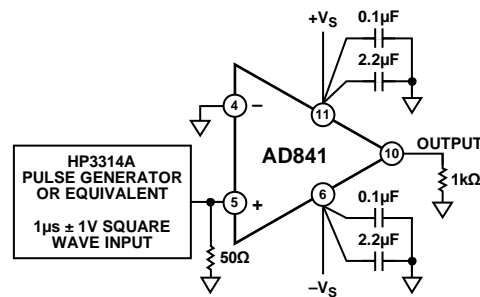 +VS
0.1µF
2.2µF
4
–
11
AD841
10
OUTPUT
1kΩ
HP3314A
PULSE GENERATOR
OR EQUIVALENT
1µs ± 1V SQUARE
WAVE INPUT
5
+
6
50Ω
0.1µF
2.2µF
–VS